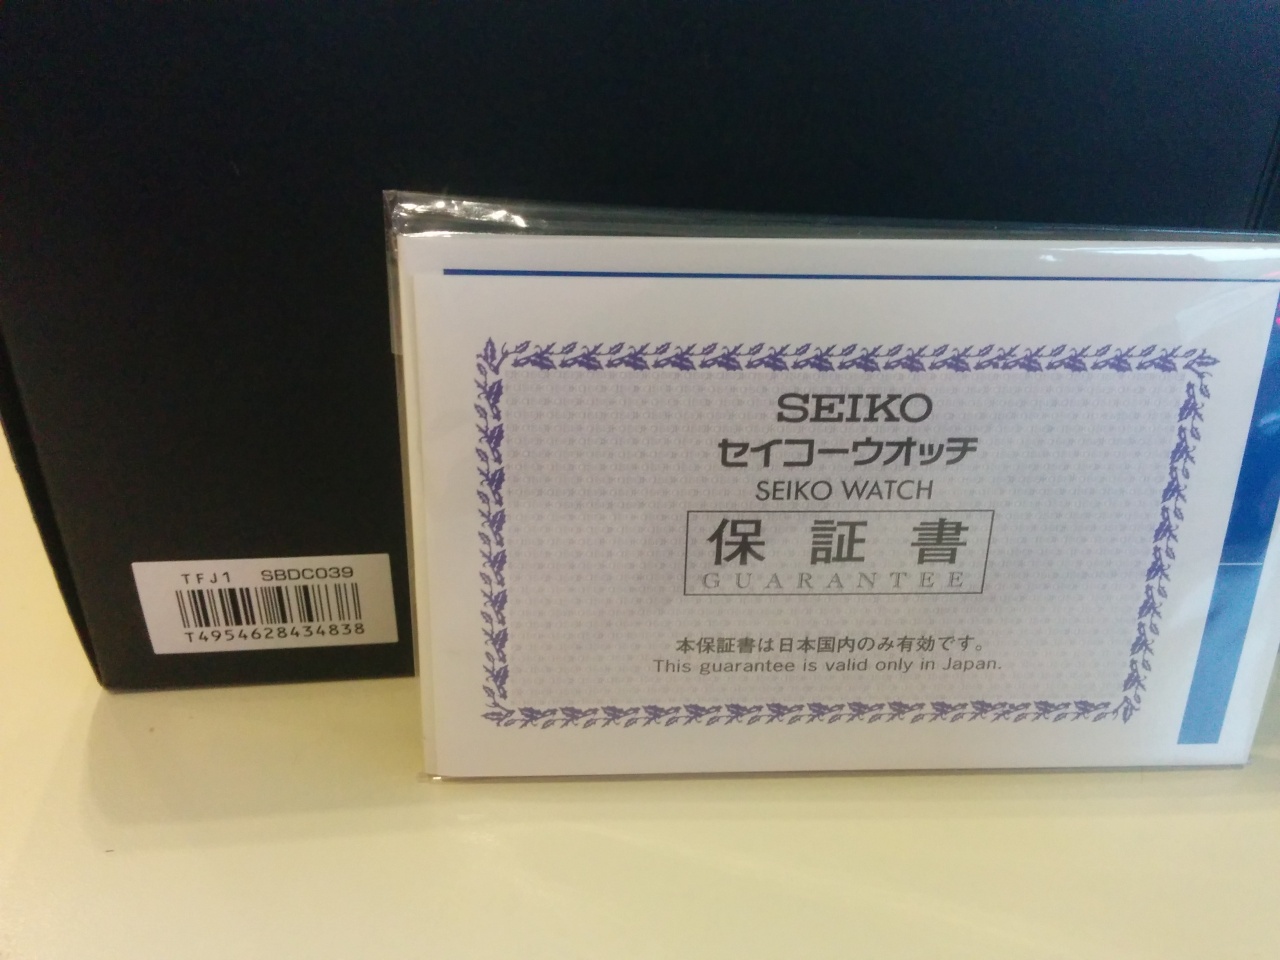 SEIKO
セイコーウオッチ
SEIKO WATCH
保証書
GUARANTEE
本保証書は日本国内のみ有効です。
This guarantee is valid only in Japan.
TFJ1 SBDC039
T4954628434838